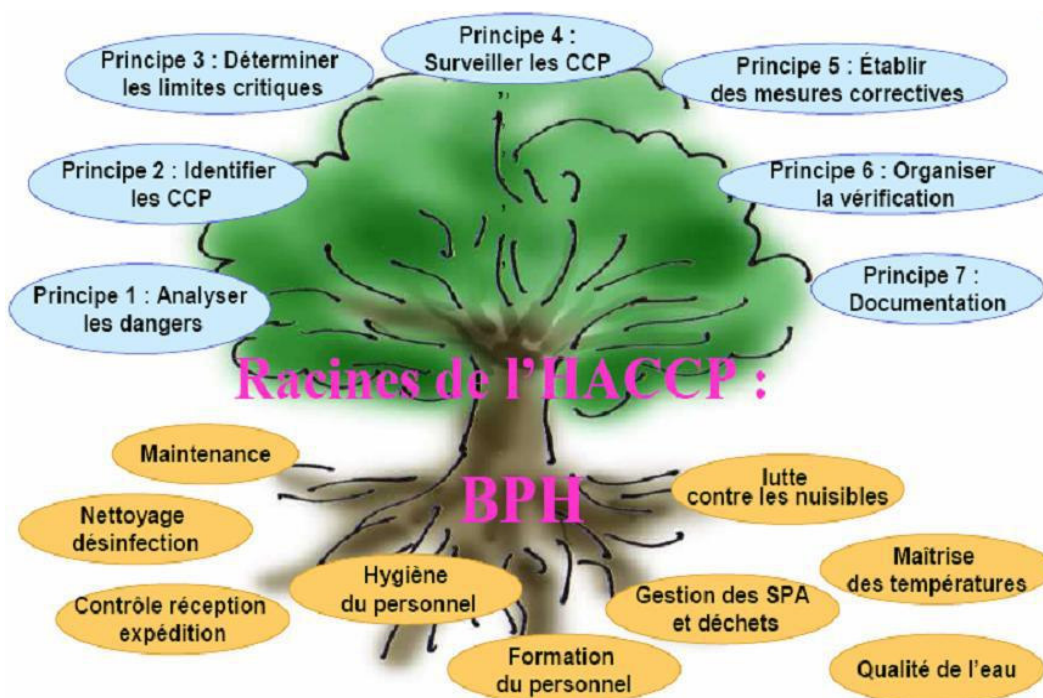 Principe 1 : Analyser
les dangers
Principe 2 : Identifier
les CCP
Principe 3 : Déterminer
les limites critiques
Principe 4 :
Surveiller les CCP
Principe 5 : Établir
des mesures correctives
Principe 6 : Organiser
la vérification
Principe 7 :
Documentation
Racines de l'HACCP :
BPH
Maintenance
Nettoyage
désinfection
Contrôle réception
expédition
Hygiène
du personnel
Formation
du personnel
Gestion des SPA
et déchets
lutte
contre les nuisibles
Maîtrise
des températures
Qualité de l'eau